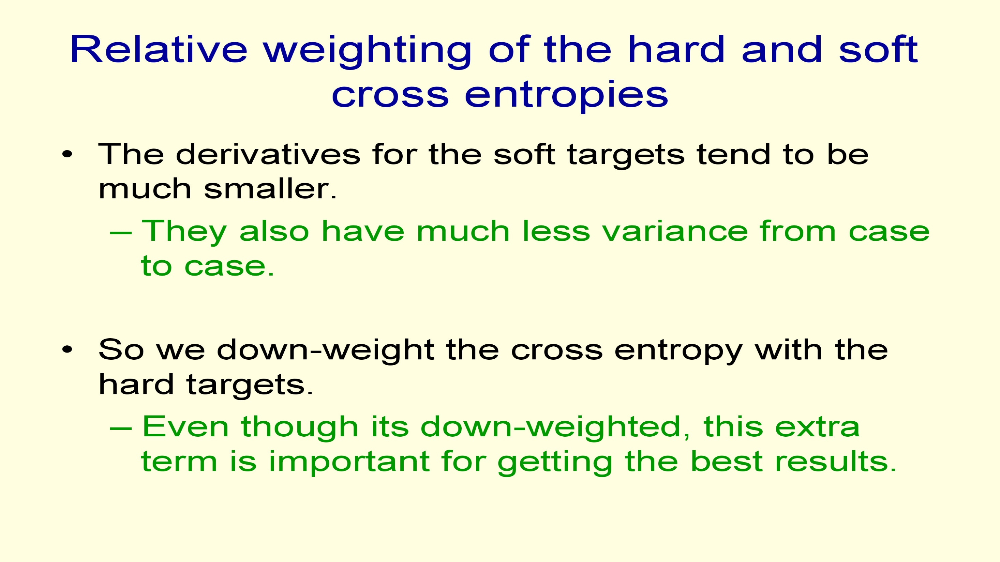 Relative weighting of the hard and soft
cross entropies
• The derivatives for the soft targets tend to be
much smaller.
– They also have much less variance from case
to case.
• So we down-weight the cross entropy with the
hard targets.
– Even though its down-weighted, this extra
term is important for getting the best results.